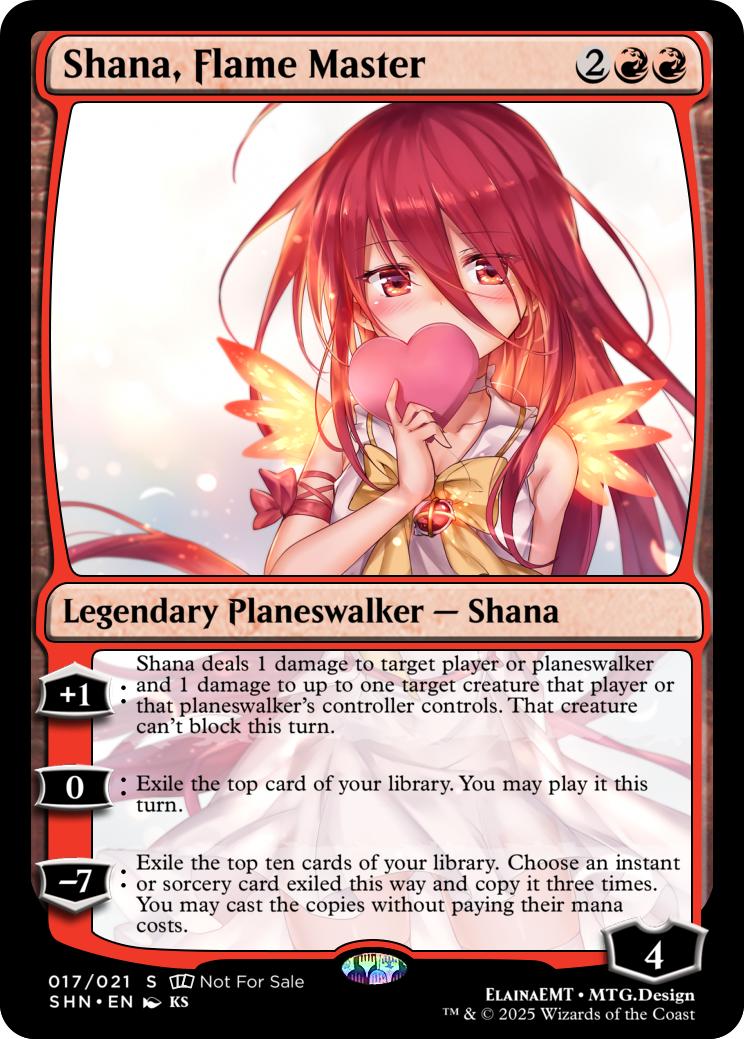 Shana, Flame Master 2
Legendary Planeswalker — Shana
+1 : Shana deals 1 damage to target player or planeswalker
and 1 damage to up to one target creature that player or
that planeswalker's controller controls. That creature
can't block this turn.
0 : Exile the top card of your library. You may play it this
turn.
−7 : Exile the top ten cards of your library. Choose an instant
or sorcery card exiled this way and copy it three times.
You may cast the copies without paying their mana
costs.
4
017/021 S Not For Sale
SHN • EN KS
ElainaEMT • MTG.Design
™ & © 2025 Wizards of the Coast